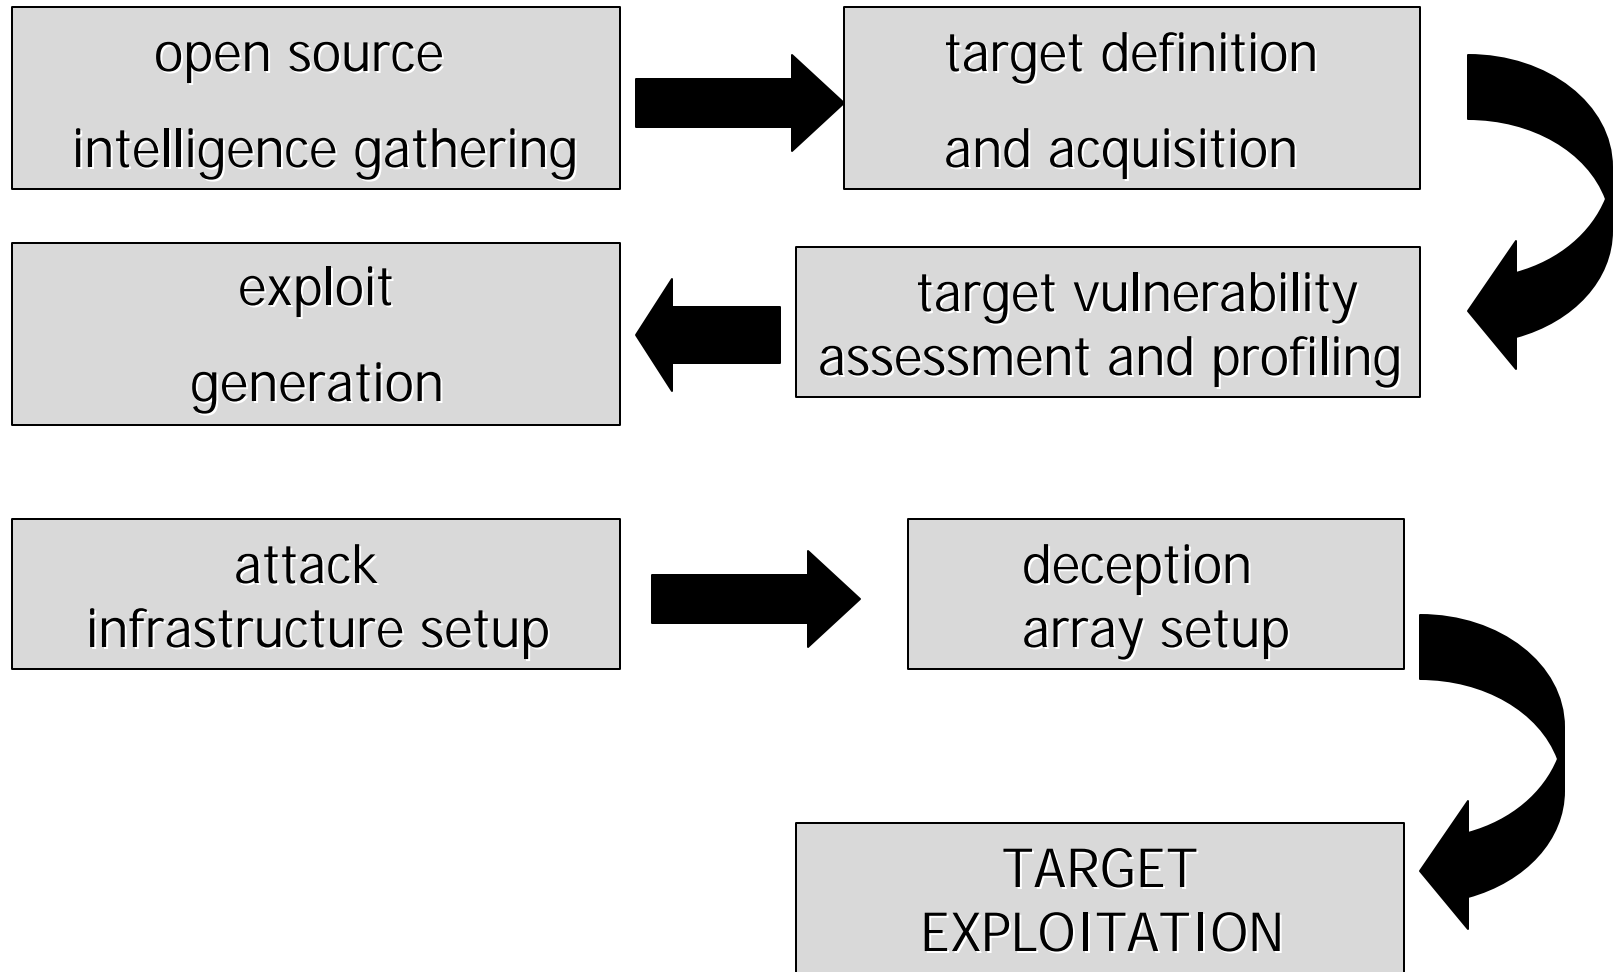 open source
intelligence gathering
target definition
and acquisition
target vulnerability
assessment and profiling
exploit
generation
attack
infrastructure setup
deception
array setup
TARGET
EXPLOITATION